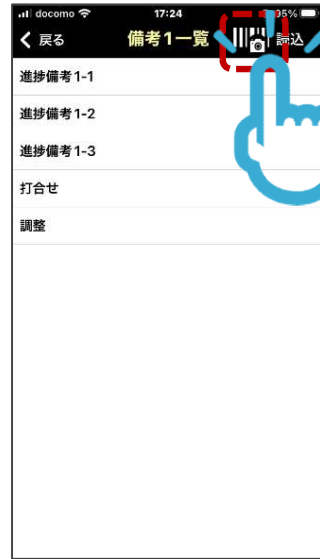 docomo 17:24 95%
戻る 備考1一覧 読込
進捗備考1-1
進捗備考1-2
進捗備考1-3
打合せ
調整